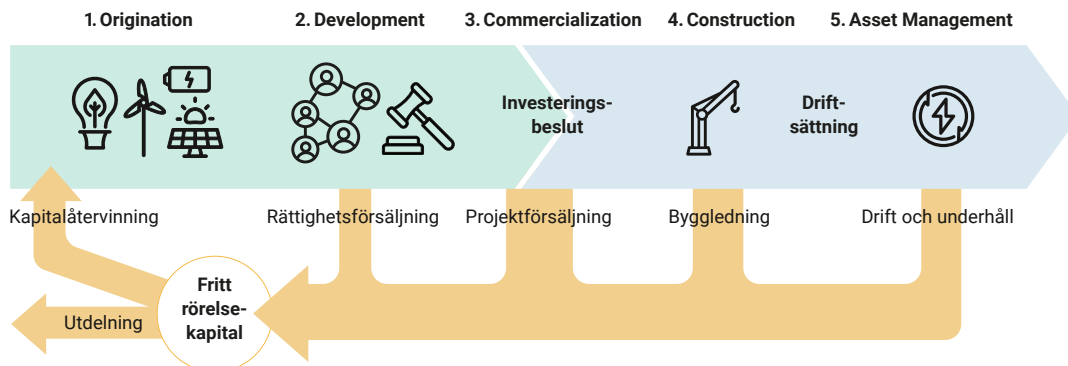 1. Origination
2. Development
3. Commercialization
4. Construction
5. Asset Management
Investerings-
beslut
Drift-
sättning
Kapitalåtervinning
Rättighetsförsäljning
Projektförsäljning
Byggledning
Drift och underhåll
Fritt
rörelse-
kapital
Utdelning